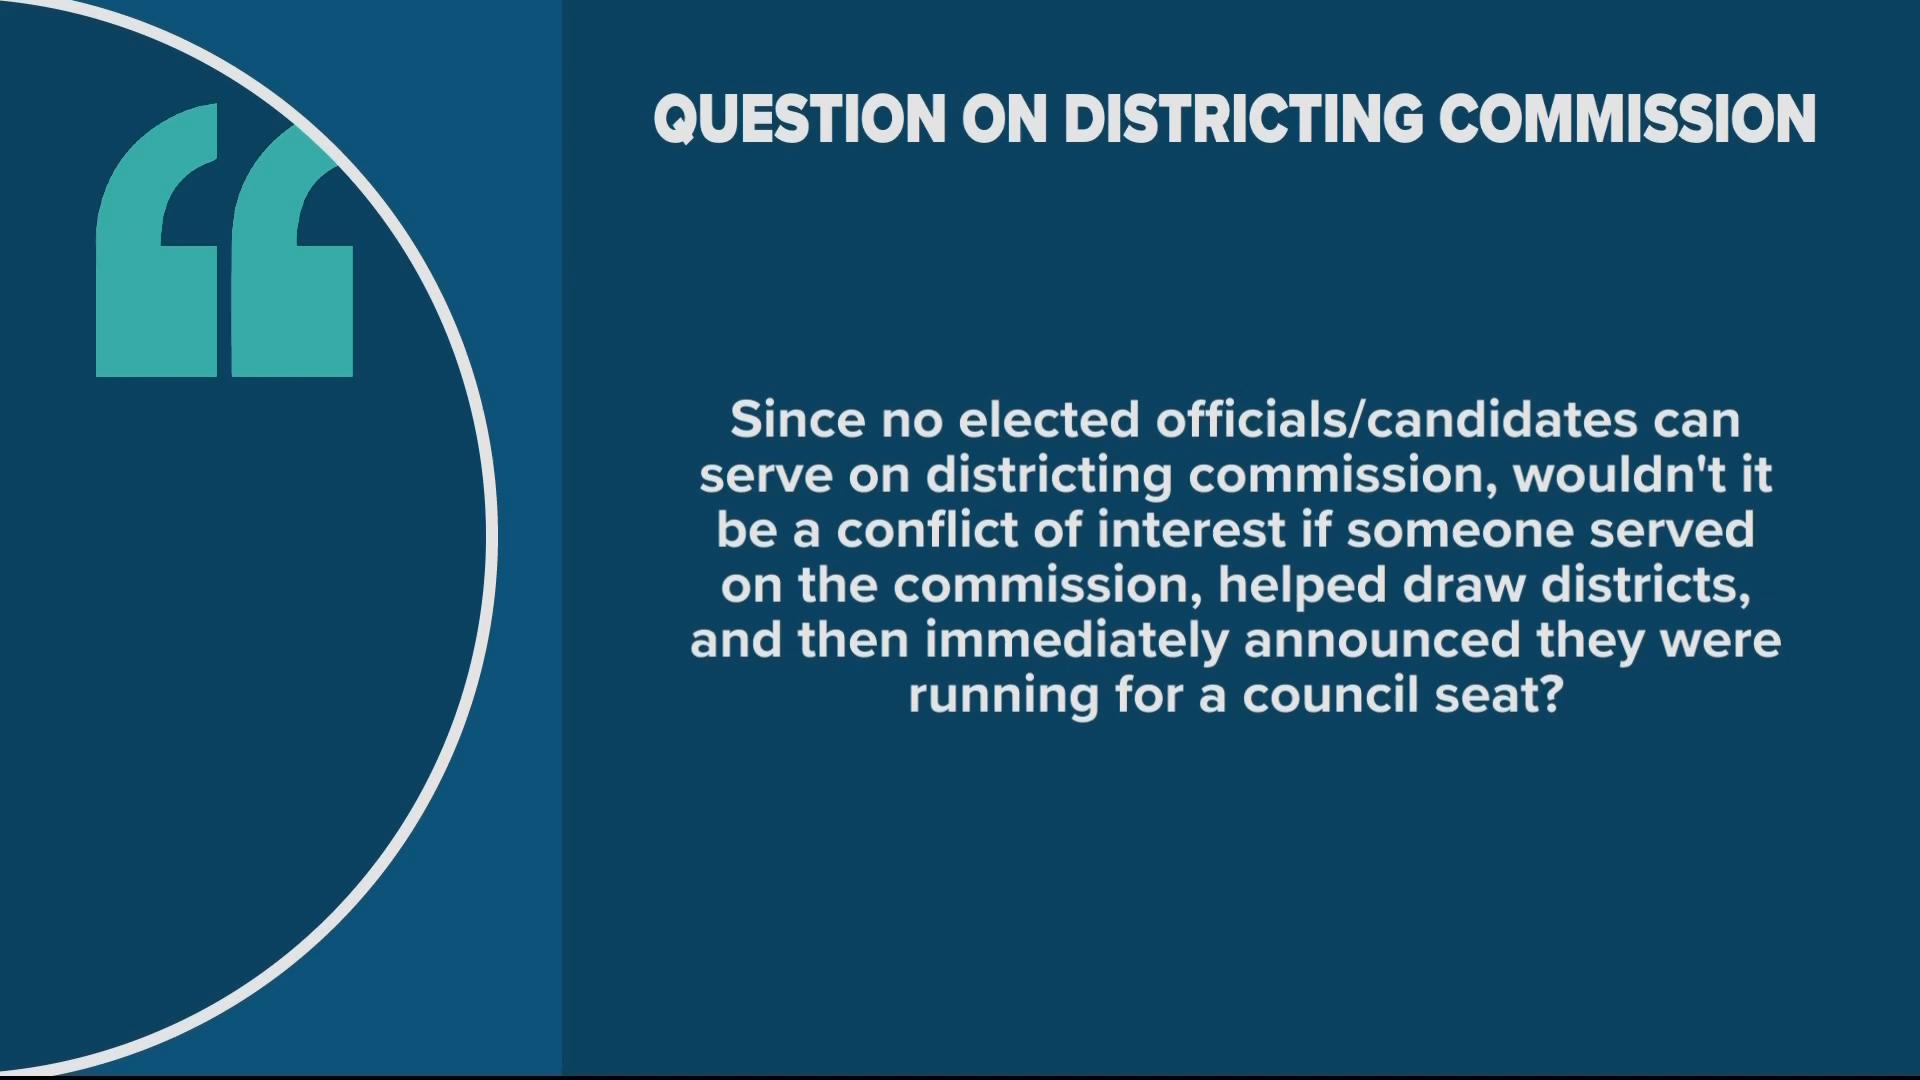 QUESTION ON DISTRICTING COMMISSION
Since no elected officials/candidates can
serve on districting commission, wouldn't it
be a conflict of interest if someone served
on the commission, helped draw districts,
and then immediately announced they were
running for a council seat?